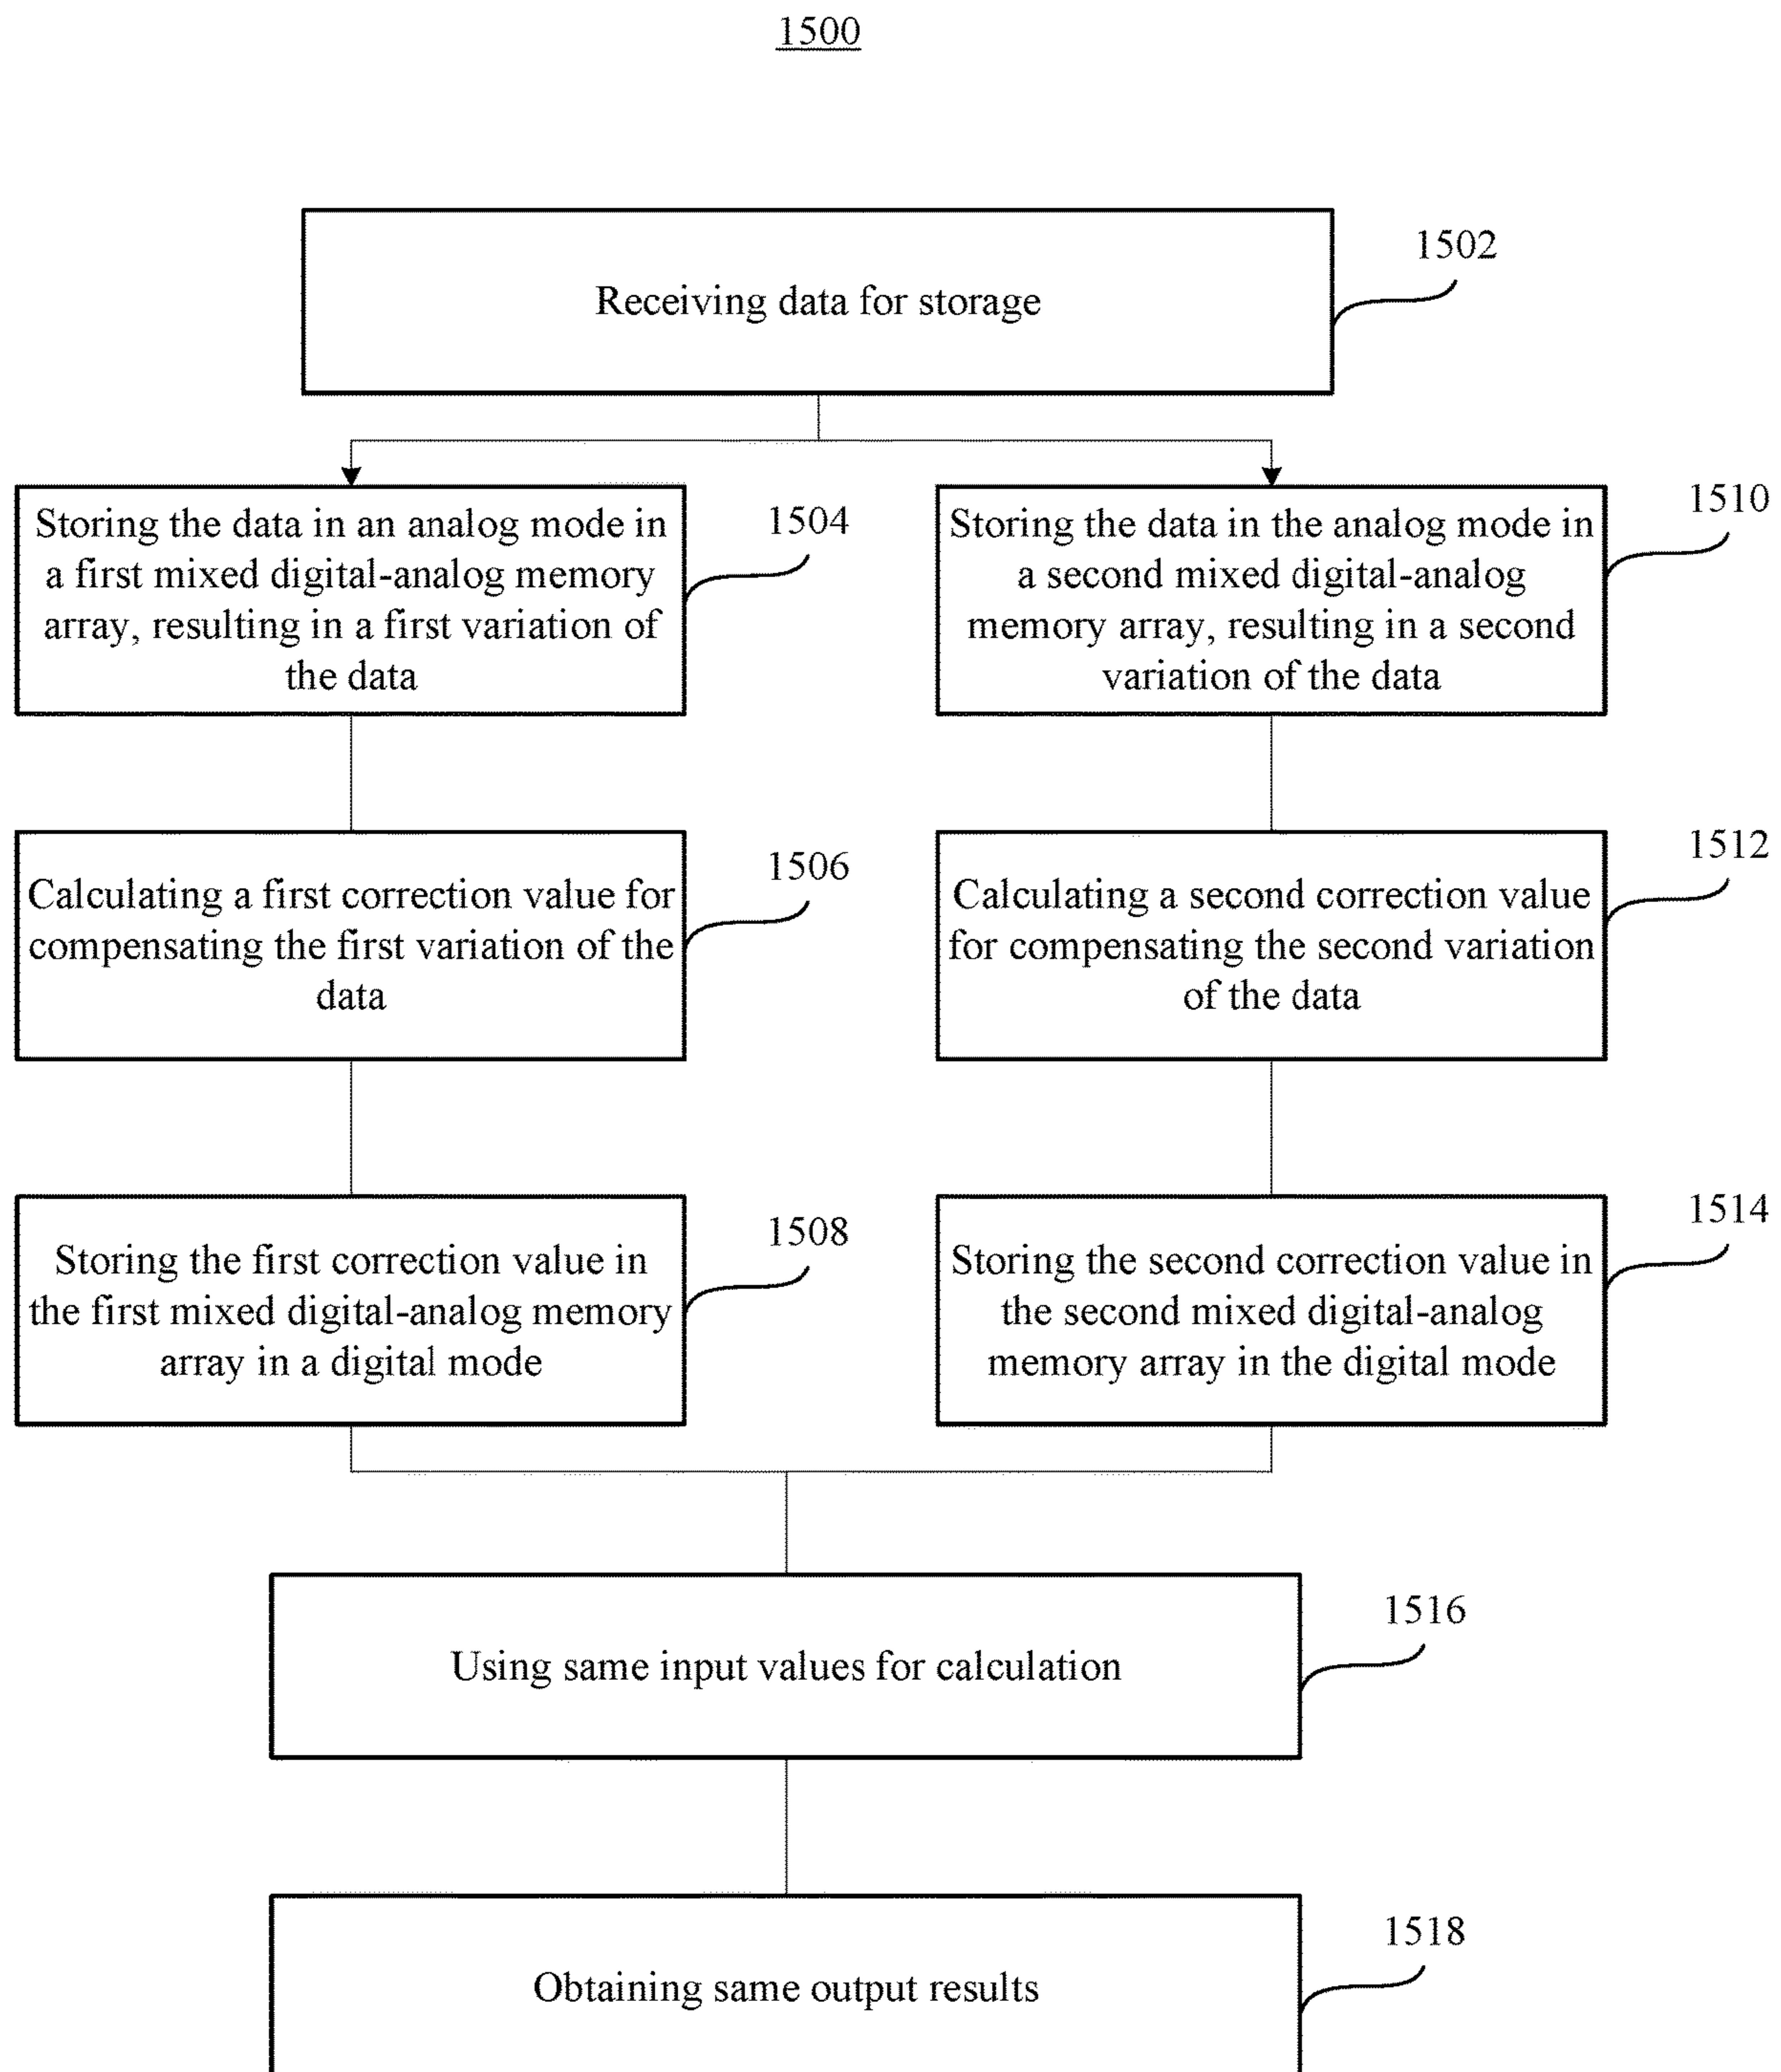 1500
Receiving data for storage
1502
Storing the data in an analog mode in
a first mixed digital-analog memory
array, resulting in a first variation of
the data
1504
Storing the data in the analog mode in
a second mixed digital-analog
memory array, resulting in a second
variation of the data
1510
Calculating a first correction value for
compensating the first variation of the
data
1506
Calculating a second correction value
for compensating the second variation
of the data
1512
Storing the first correction value in
the first mixed digital-analog memory
array in a digital mode
1508
Storing the second correction value in
the second mixed digital-analog
memory array in the digital mode
1514
Using same input values for calculation
1516
Obtaining same output results
1518